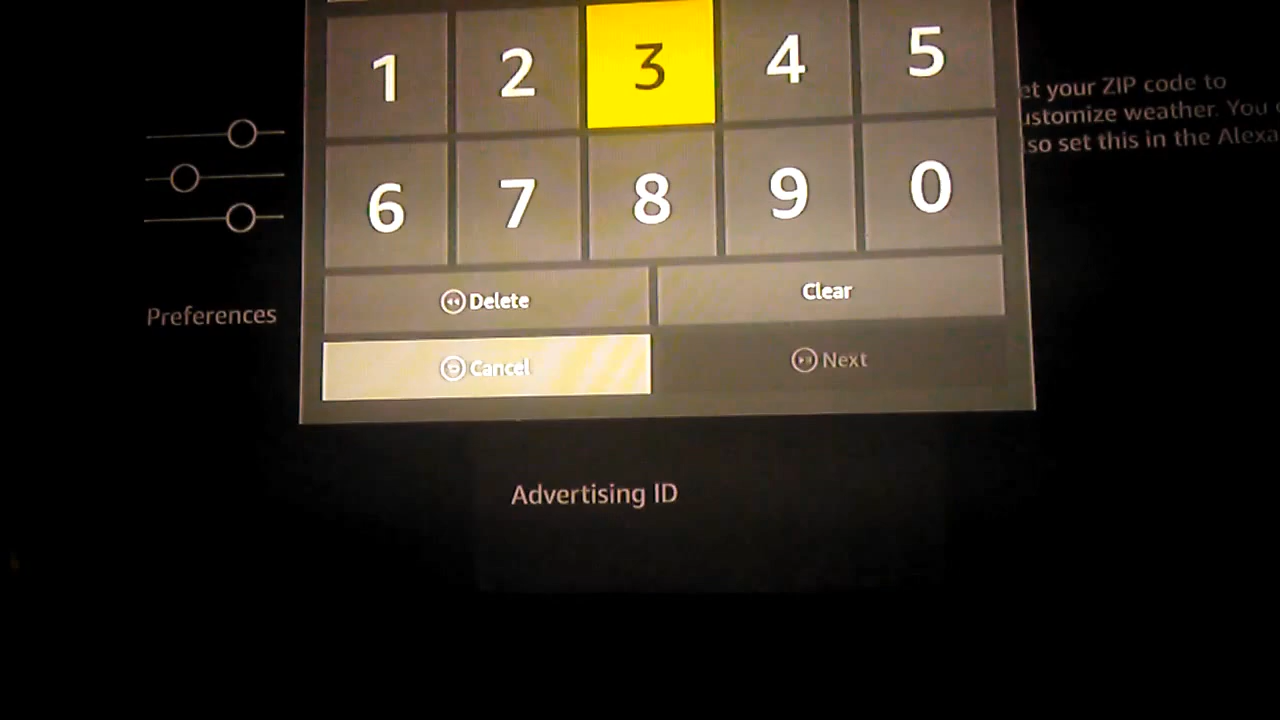 1 2 3 4 5
et your ZIP code to
ustomize weather. You
so set this in the Alexa
6 7 8 9 0
Delete Clear
Preferences
Cancel Next
Advertising ID